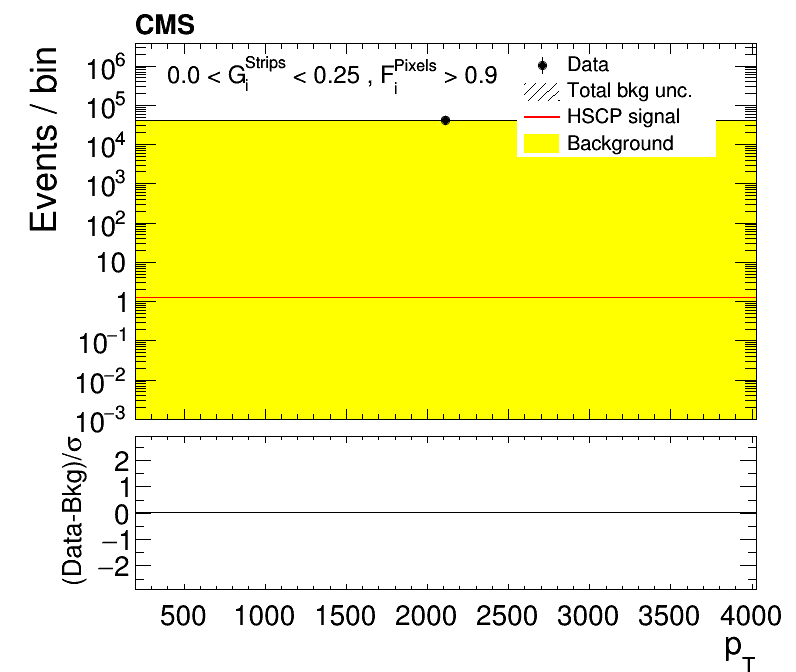 CMS
Events / bin
0.0 < G_i^Strips < 0.25 , F_i^Pixels > 0.9
Data
Total bkg unc.
HSCP signal
Background
10^6
10^5
10^4
10^3
10^2
10
1
10^−1
10^−2
10^−3
(Data-Bkg)/σ
2
1
0
−1
−2
500 1000 1500 2000 2500 3000 3500 4000
p_T